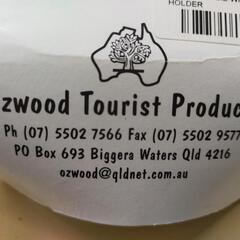 HOLDER
zwood Tourist Produc
Ph (07) 5502 7566 Fax (07) 5502 9577
PO Box 693 Biggera Waters Qld 4216
ozwood@qldnet.com.au